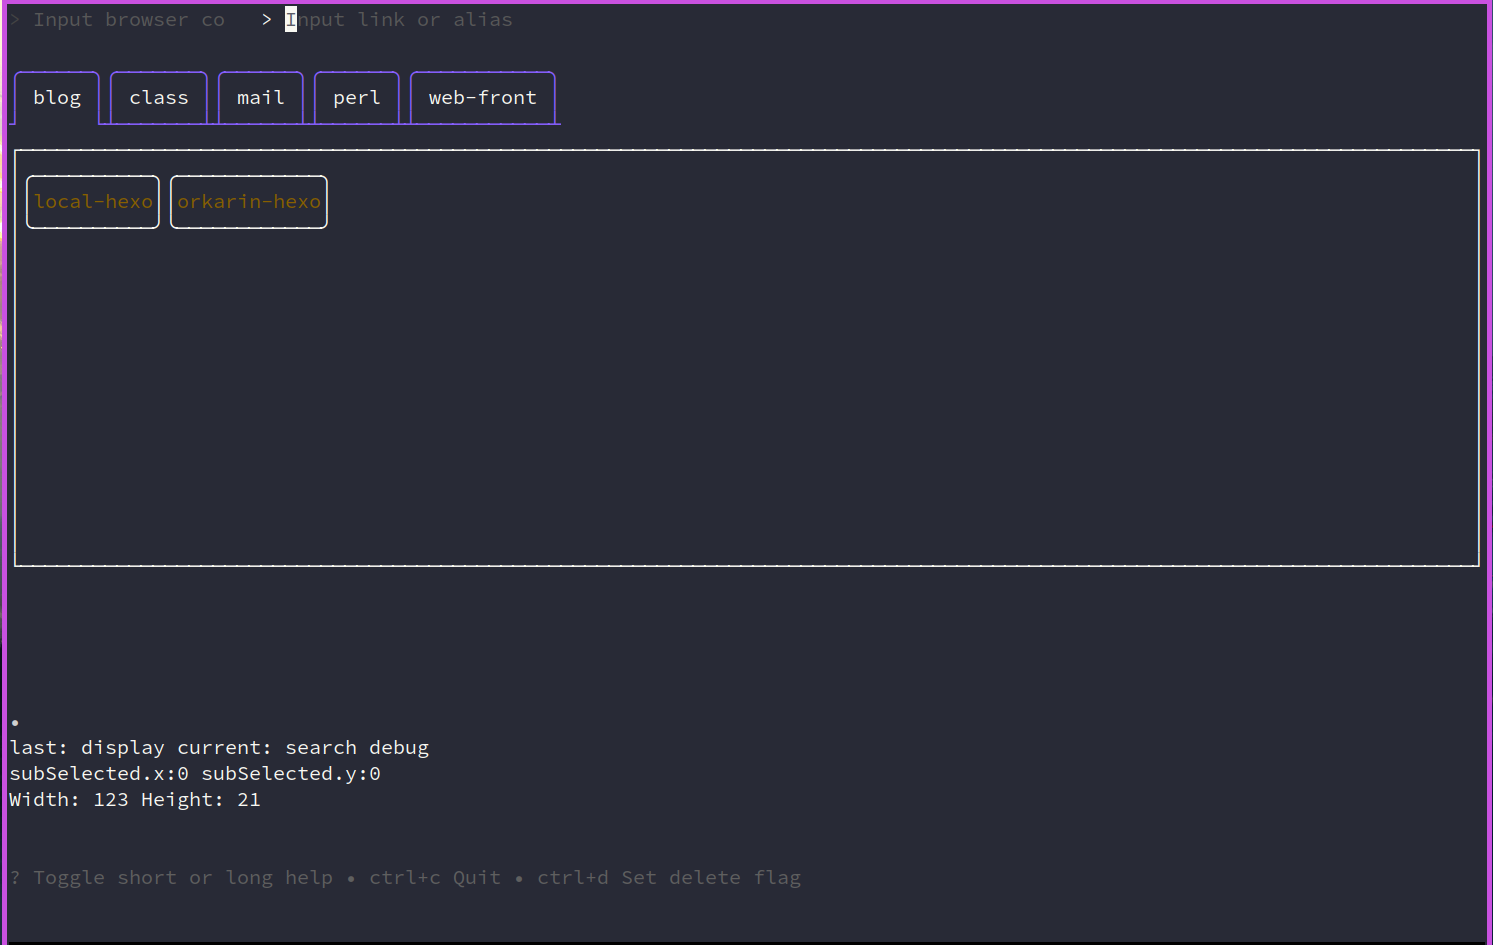 > Input browser co > Input link or alias
blog class mail perl web-front
local-hexo orkarin-hexo
•
last: display current: search debug
subSelected.x:0 subSelected.y:0
Width: 123 Height: 21
? Toggle short or long help • ctrl+c Quit • ctrl+d Set delete flag